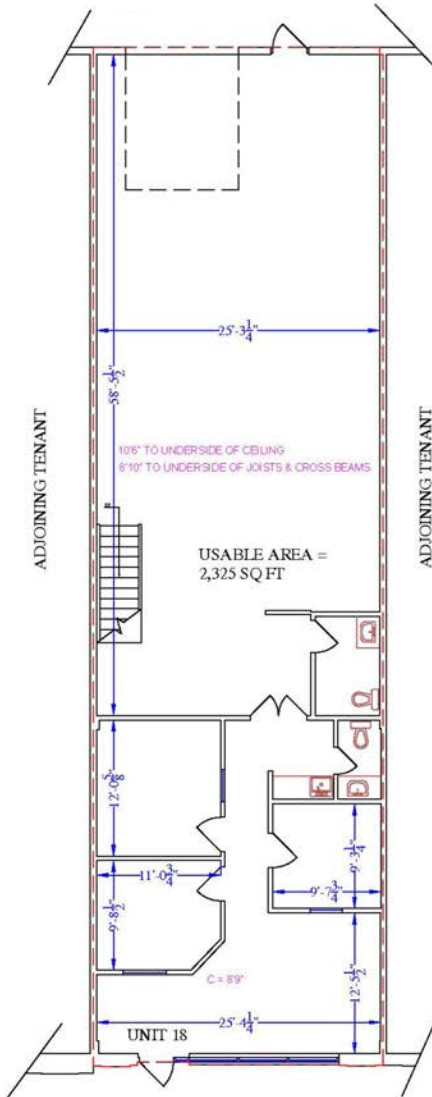 25'-3 1/4"
58'-5 1/2"
10'6" TO UNDERSIDE OF CEILING
8'10" TO UNDERSIDE OF JOISTS & CROSS BEAMS
ADJOINING TENANT
ADJOINING TENANT
USABLE AREA =
2,325 SQ FT
12'-0 5/8"
11'-0 3/4"
9'-8 1/2"
9'-3 1/4"
9'-7 3/4"
12'-5 1/2"
C = 8'9"
25'-4 1/4"
UNIT 18